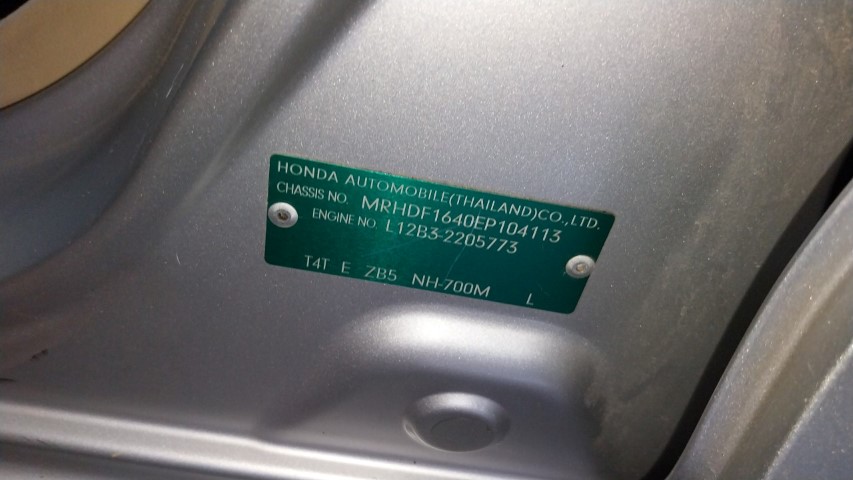 HONDA AUTOMOBILE(THAILAND)CO.,LTD.
CHASSIS NO. MRHDF1640EP104113
ENGINE NO. L12B3-2205773
T4T E ZB5 NH-700M L